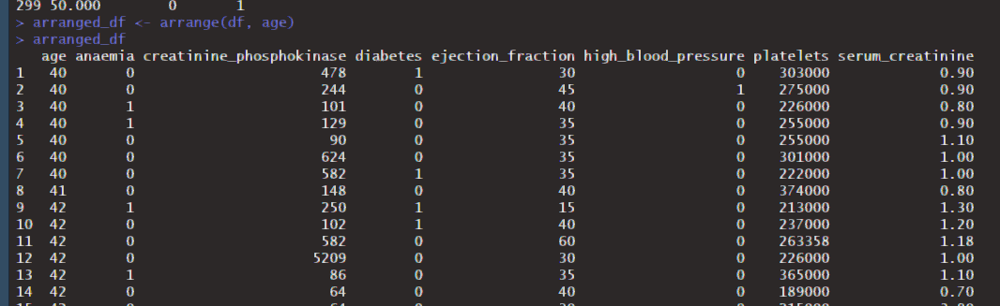 299 50.000 0 1
> arranged_df <- arrange(df, age)
> arranged_df
age anaemia creatinine_phosphokinase diabetes ejection_fraction high_blood_pressure platelets serum_creatinine
1 40 0 478 1 30 0 303000 0.90
2 40 0 244 0 45 1 275000 0.90
3 40 1 101 0 40 0 226000 0.80
4 40 1 129 0 35 0 255000 0.90
5 40 0 90 0 35 0 255000 1.10
6 40 0 624 0 35 0 301000 1.00
7 40 0 582 1 35 0 222000 1.00
8 41 0 148 0 40 0 374000 0.80
9 42 1 250 1 15 0 213000 1.30
10 42 0 102 1 40 0 237000 1.20
11 42 0 582 0 60 0 263358 1.18
12 42 0 5209 0 30 0 226000 1.00
13 42 1 86 0 35 0 365000 1.10
14 42 0 64 0 40 0 189000 0.70